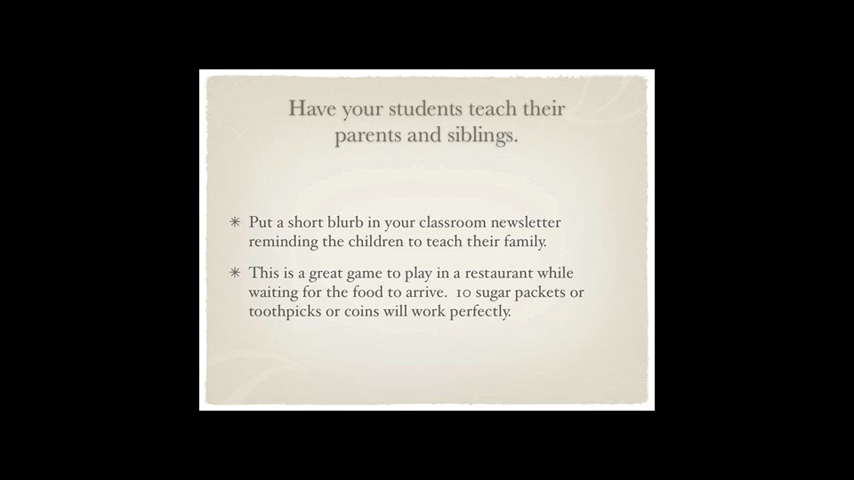 Have your students teach their
parents and siblings.
✳ Put a short blurb in your classroom newsletter
reminding the children to teach their family.
✳ This is a great game to play in a restaurant while
waiting for the food to arrive. 10 sugar packets or
toothpicks or coins will work perfectly.